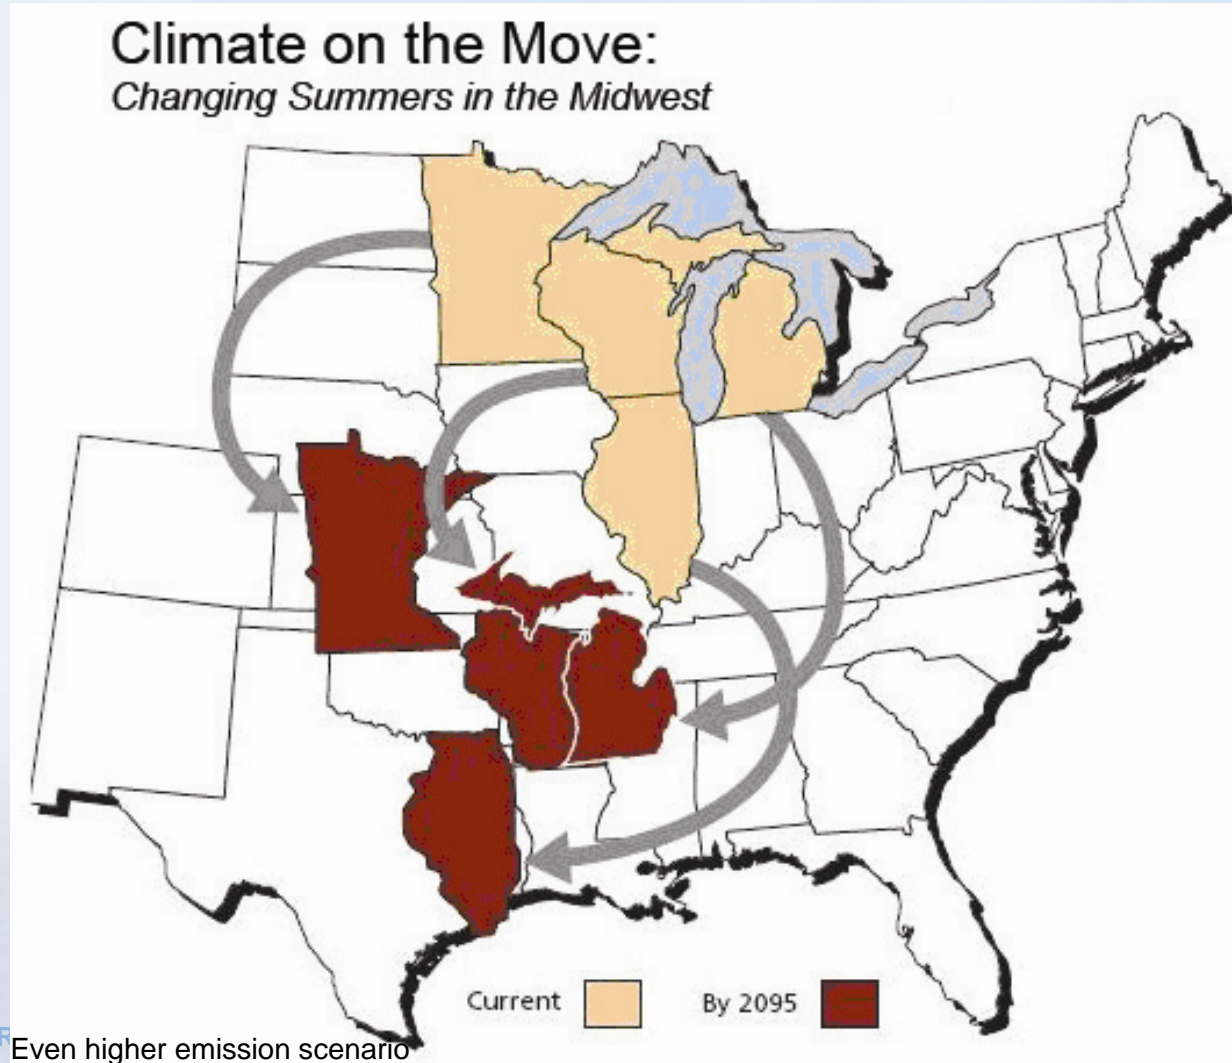 Climate on the Move:
Changing Summers in the Midwest
Current
By 2095
R
Even higher emission scenario